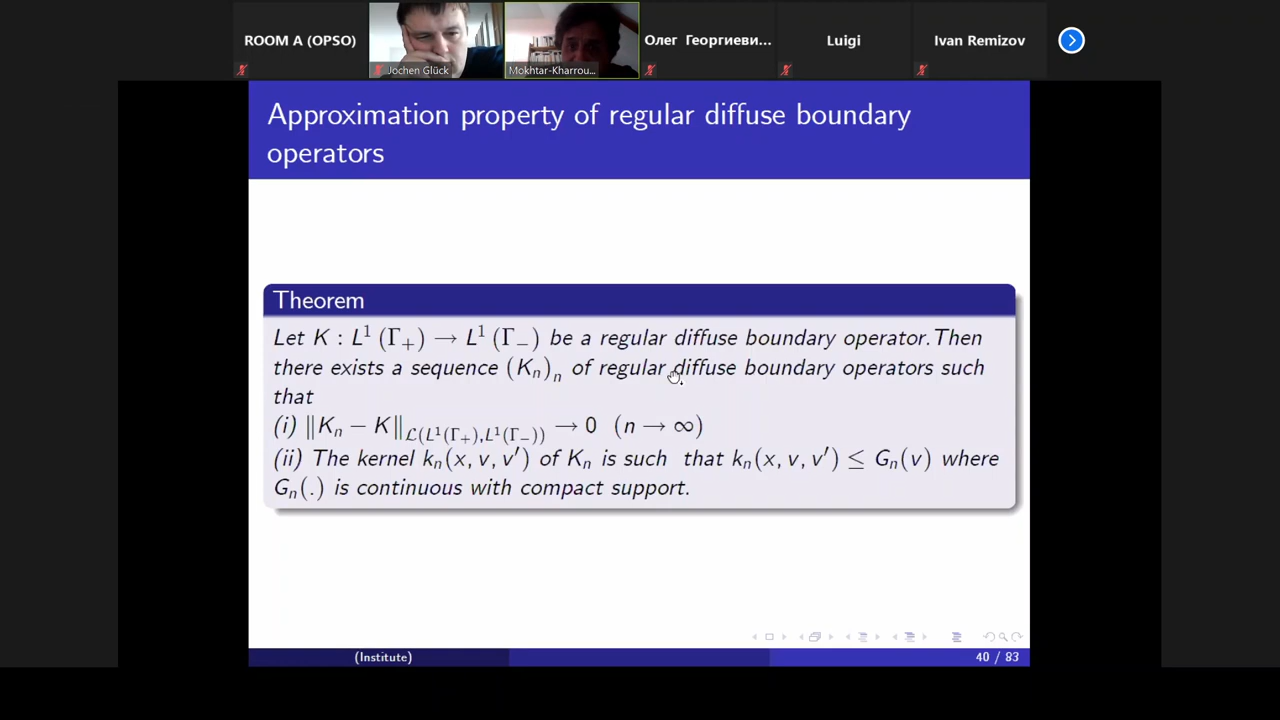 ROOM A (OPSO)
Jochen Glück
Mokhtar-Kharrou...
Олег Георгиеви...
Luigi
Ivan Remizov
Approximation property of regular diffuse boundary
operators
Theorem
Let K : L¹ (Γ₊) → L¹ (Γ₋) be a regular diffuse boundary operator.Then
there exists a sequence (Kₙ)ₙ of regular diffuse boundary operators such
that
(i) ‖Kₙ − K‖_{ℒ(L¹(Γ₊),L¹(Γ₋))} → 0 (n → ∞)
(ii) The kernel kₙ(x, v, v′) of Kₙ is such that kₙ(x, v, v′) ≤ Gₙ(v) where
Gₙ(.) is continuous with compact support.
(Institute)
40 / 83